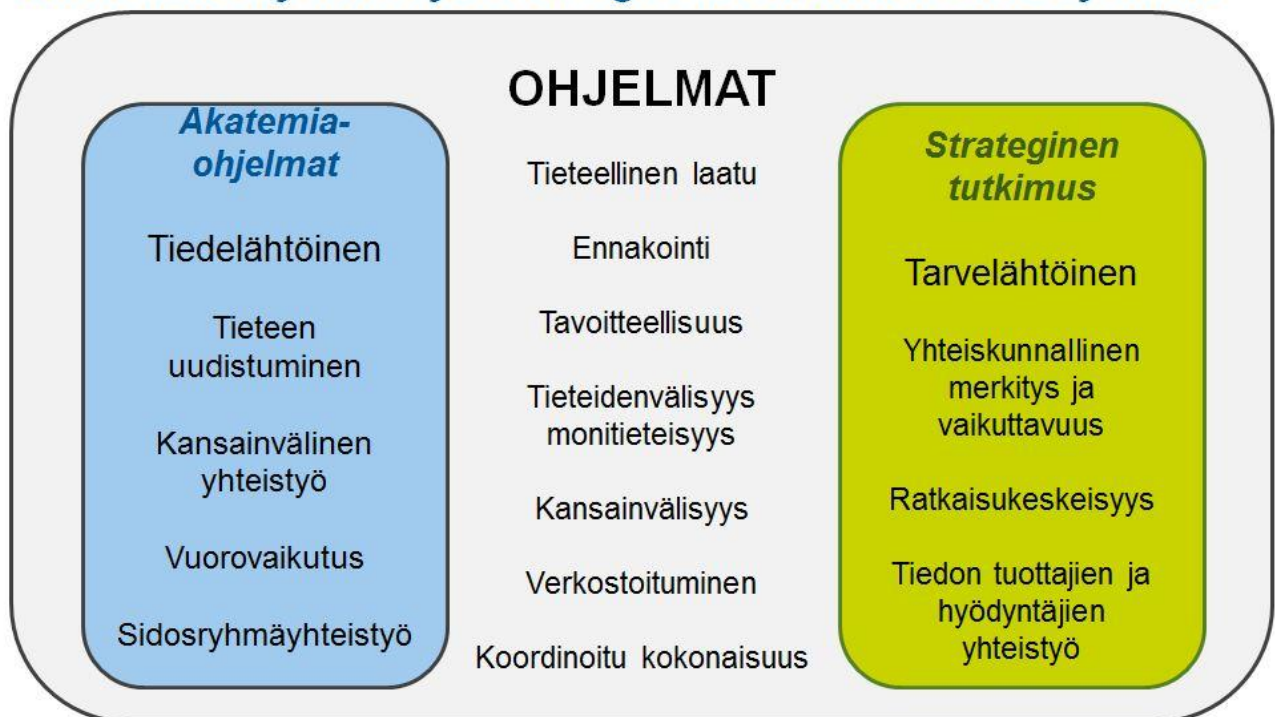 OHJELMAT
Akatemia-
ohjelmat
Tiedelähtöinen
Tieteen
uudistuminen
Kansainvälinen
yhteistyö
Vuorovaikutus
Sidosryhmäyhteistyö
Tieteellinen laatu
Ennakointi
Tavoitteellisuus
Tieteidenvälisyys
monitieteisyys
Kansainvälisyys
Verkostoituminen
Koordinoitu kokonaisuus
Strateginen
tutkimus
Tarvelähtöinen
Yhteiskunnallinen
merkitys ja
vaikuttavuus
Ratkaisukeskeisyys
Tiedon tuottajien ja
hyödyntäjien
yhteistyö